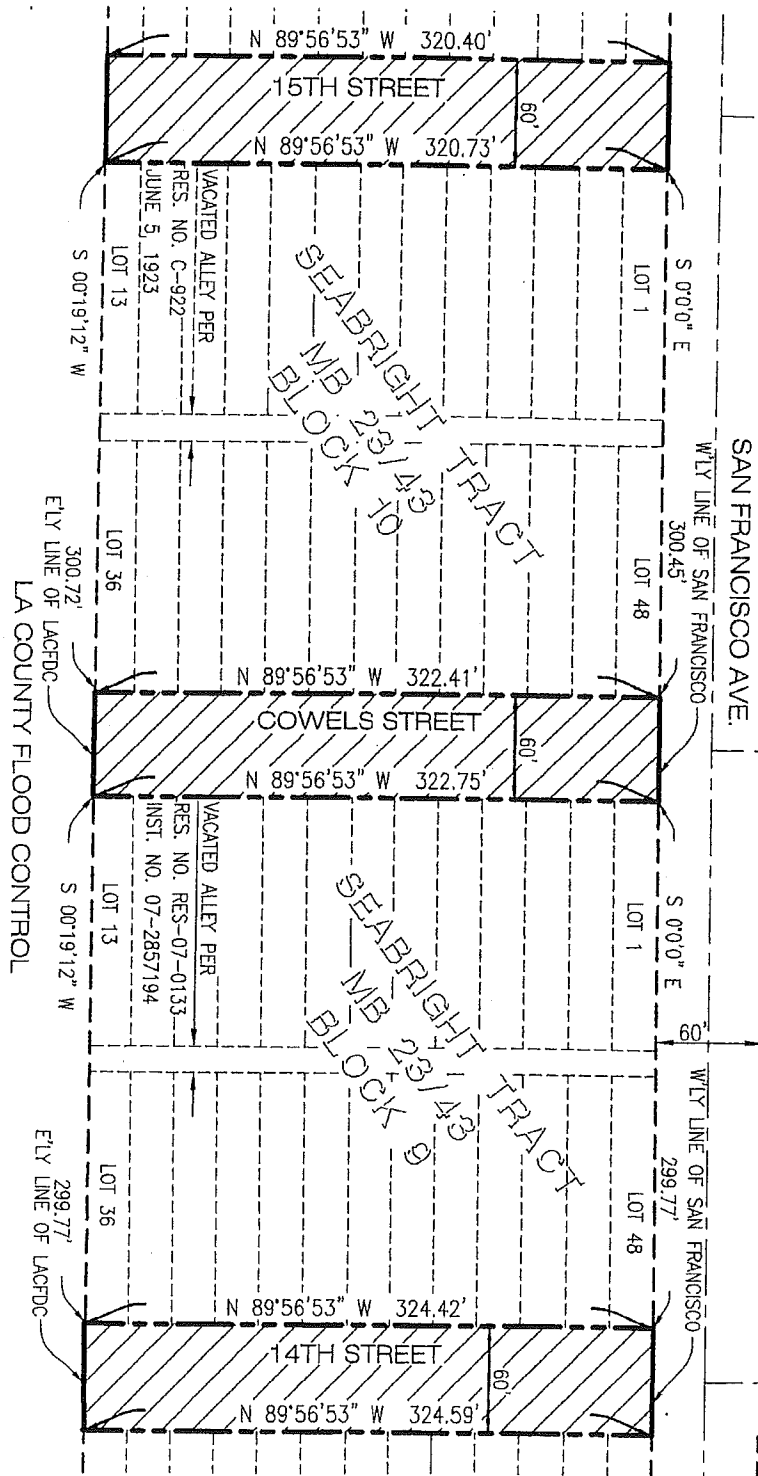 N 89°56'53" W 320.40'
15TH STREET
60'
N 89°56'53" W 320.73'
SAN FRANCISCO AVE.
W'LY LINE OF SAN FRANCISCO
300.45'
S 0°0'0" E
LOT 1
LOT 48
SEABRIGHT TRACT
MB 23/43
BLOCK 10
VACATED ALLEY PER
RES. NO. C-922
JUNE 5, 1923
LOT 13
LOT 36
S 00°19'12" W
300.72'
E'LY LINE OF LACFDC
LA COUNTY FLOOD CONTROL
N 89°56'53" W 322.41'
COWELS STREET
60'
N 89°56'53" W 322.75'
S 0°0'0" E
60'
W'LY LINE OF SAN FRANCISCO
299.77'
LOT 1
LOT 48
SEABRIGHT TRACT
MB 23/43
BLOCK 9
VACATED ALLEY PER
RES. NO. RES-07-0133
INST. NO. 07-2857194
LOT 13
LOT 36
S 00°19'12" W
299.77'
E'LY LINE OF LACFDC
N 89°56'53" W 324.42'
14TH STREET
60'
N 89°56'53" W 324.59'